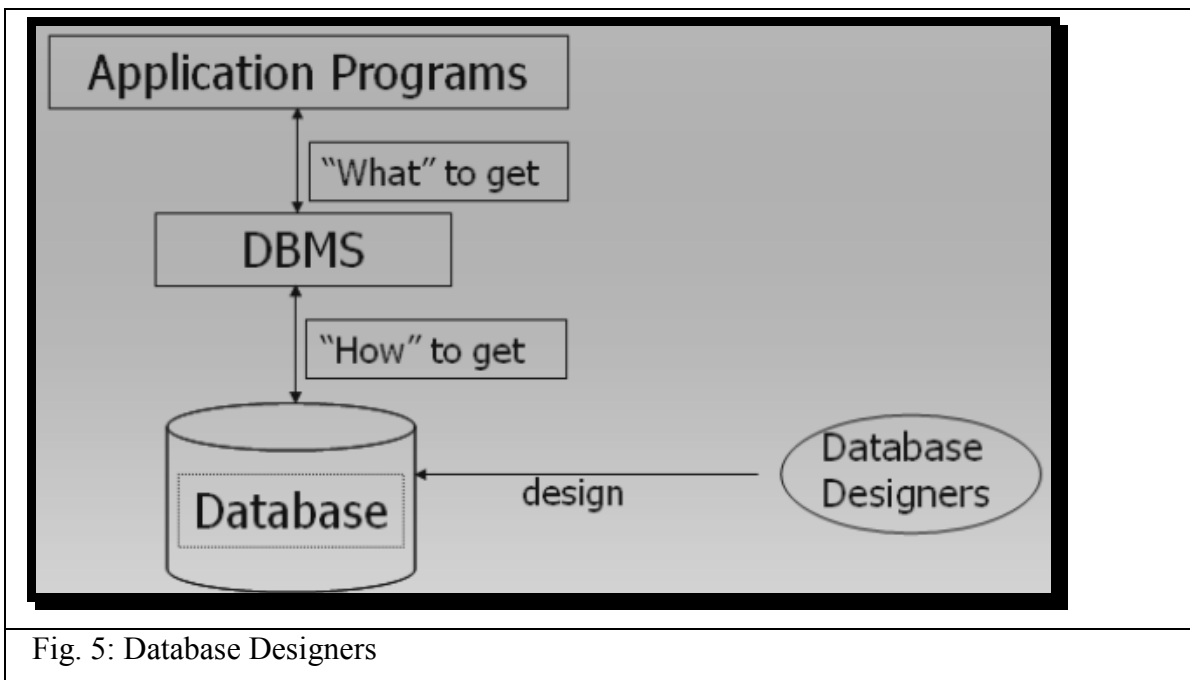 Application Programs
“What” to get
DBMS
“How” to get
Database
design
Database
Designers
Fig. 5: Database Designers